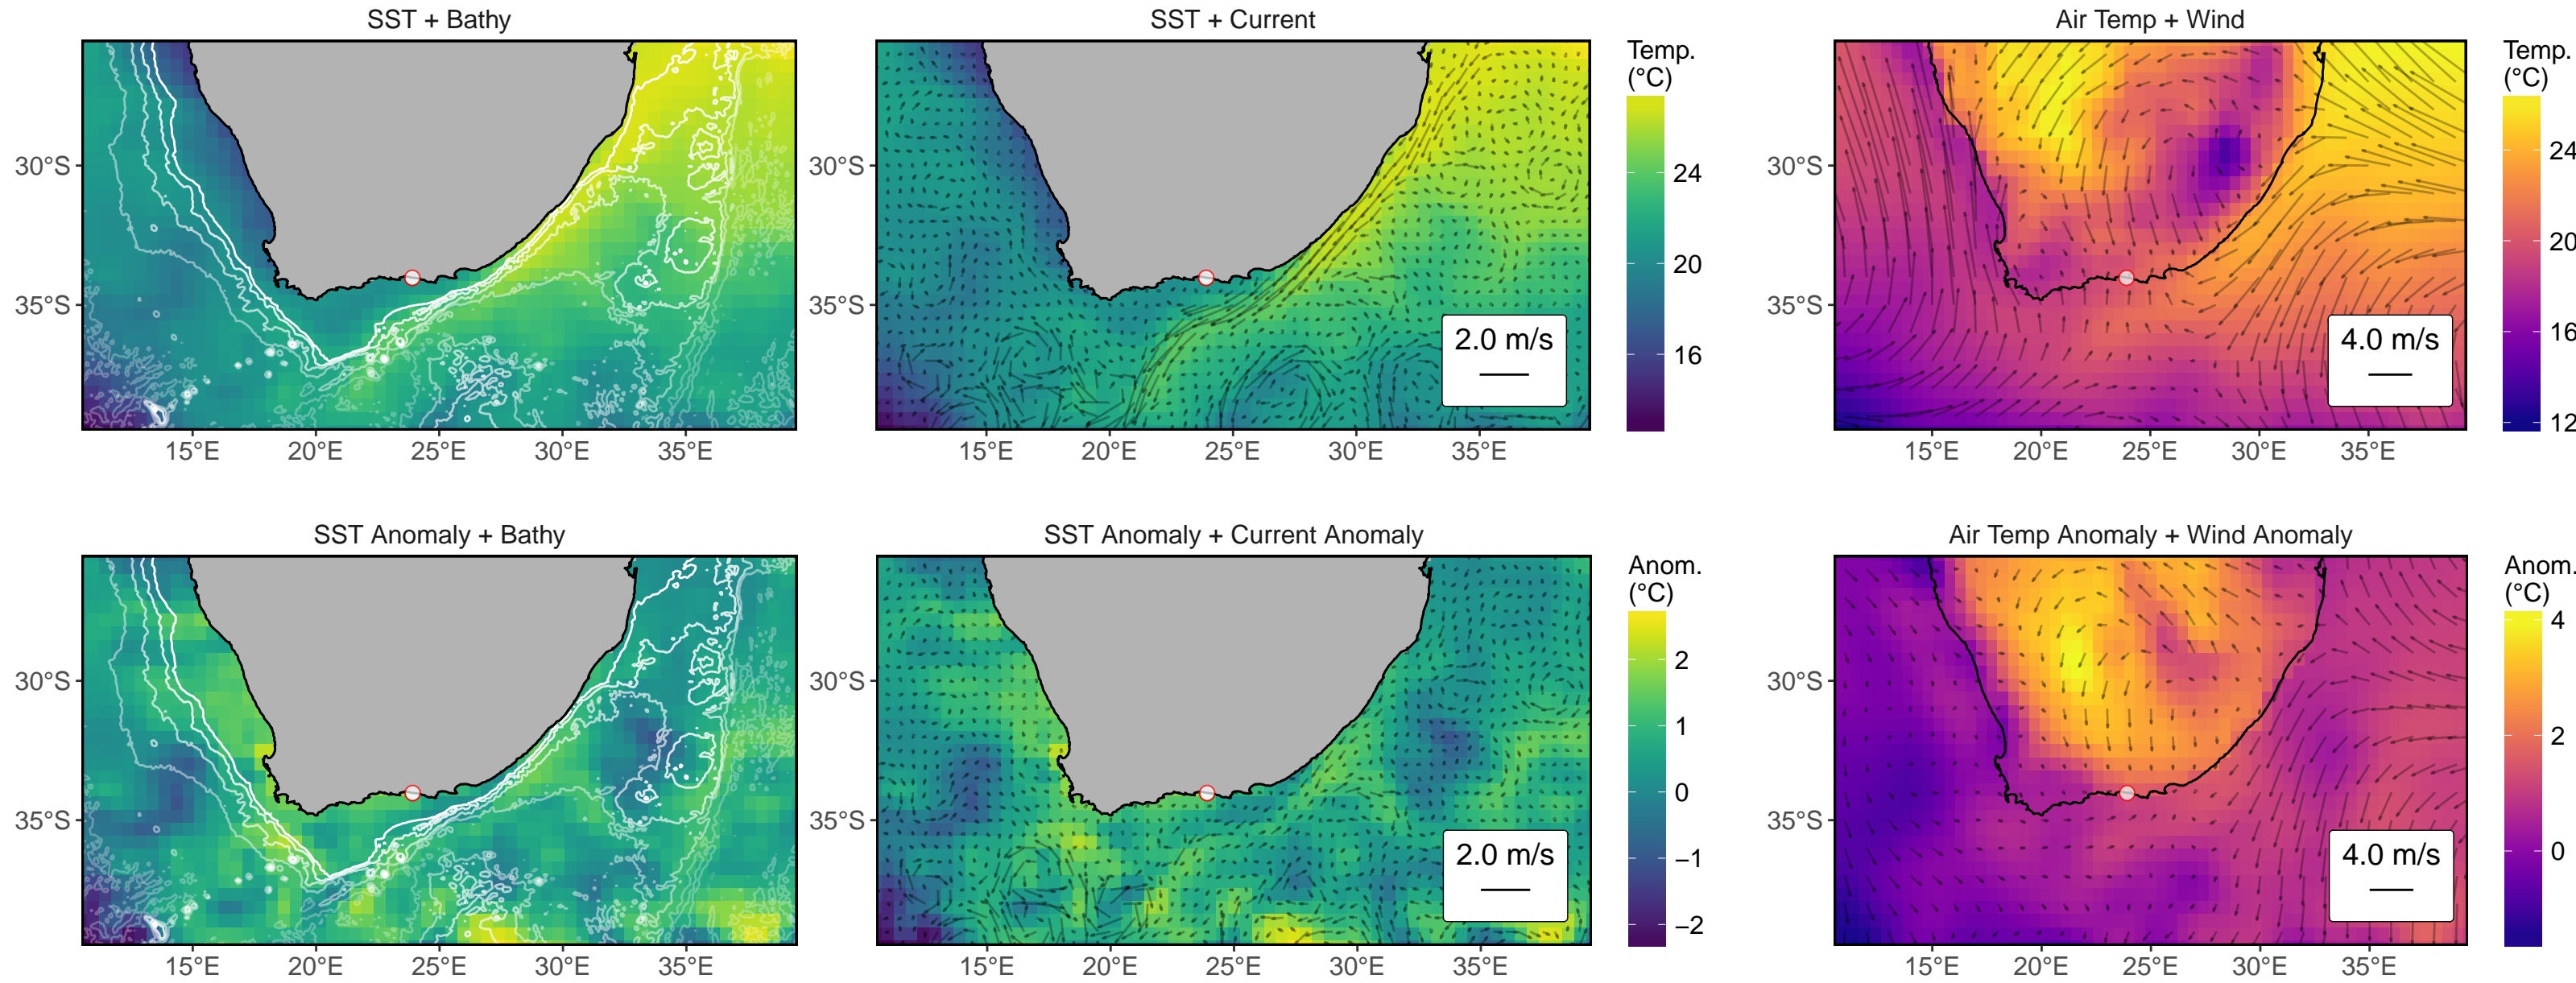 SST + Bathy
SST + Current
Air Temp + Wind
30°S
35°S
15°E 20°E 25°E 30°E 35°E
30°S
35°S
2.0 m/s
15°E 20°E 25°E 30°E 35°E
Temp.
(°C)
24
20
16
30°S
35°S
4.0 m/s
15°E 20°E 25°E 30°E 35°E
Temp.
(°C)
24
20
16
12
SST Anomaly + Bathy
SST Anomaly + Current Anomaly
Air Temp Anomaly + Wind Anomaly
30°S
35°S
15°E 20°E 25°E 30°E 35°E
30°S
35°S
2.0 m/s
15°E 20°E 25°E 30°E 35°E
Anom.
(°C)
2
1
0
−1
−2
30°S
35°S
4.0 m/s
15°E 20°E 25°E 30°E 35°E
Anom.
(°C)
4
2
0